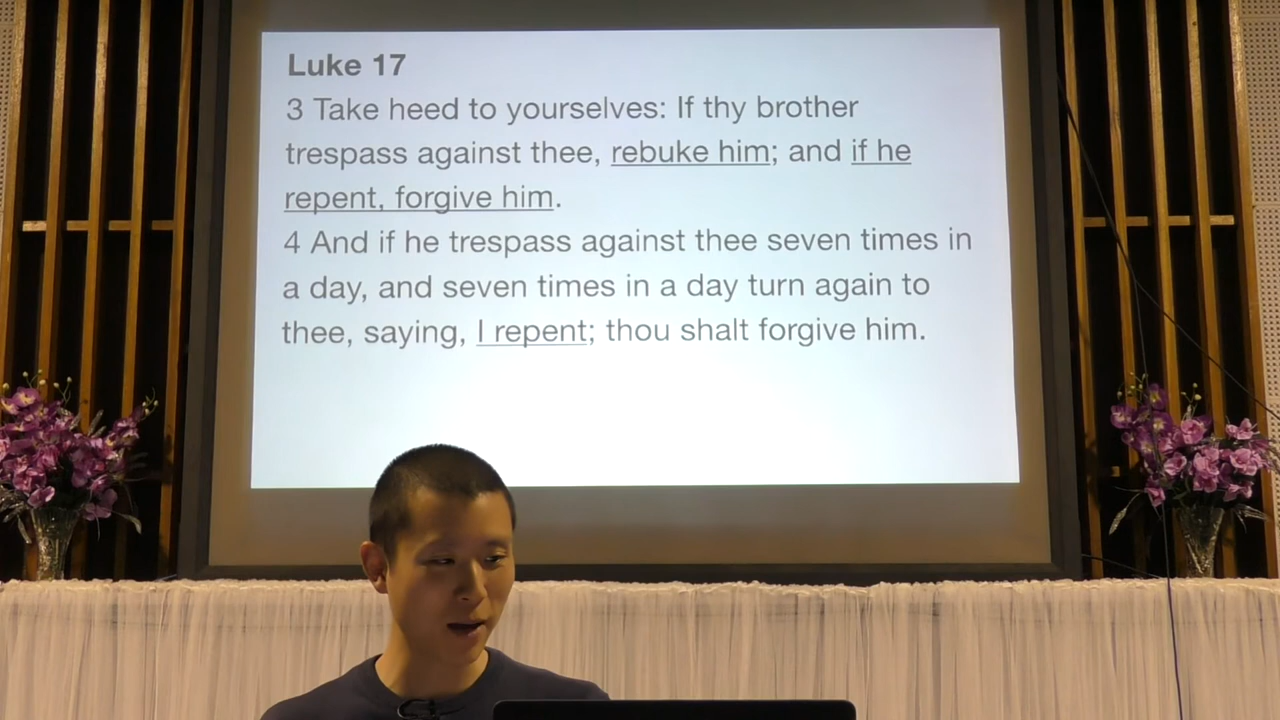 Luke 17
3 Take heed to yourselves: If thy brother
trespass against thee, rebuke him; and if he
repent, forgive him.
4 And if he trespass against thee seven times in
a day, and seven times in a day turn again to
thee, saying, I repent; thou shalt forgive him.